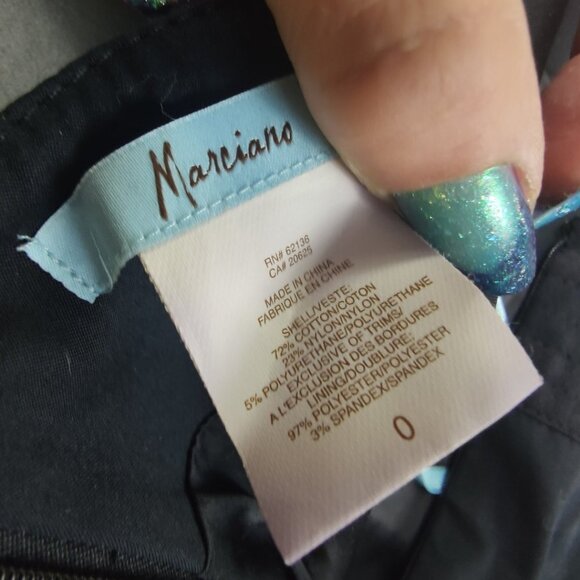 Marciano
RN# 62136
CA# 20625
MADE IN CHINA
FABRIQUE EN CHINE
SHELL/VESTE:
72% COTTON/COTON
23% NYLON/NYLON
5% POLYURETHANE/POLYURETHANE
EXCLUSIVE OF TRIMS/
A L'EXCLUSION DES BORDURES
LINING/DOUBLURE:
97% POLYESTER/POLYESTER
3% SPANDEX/SPANDEX
0